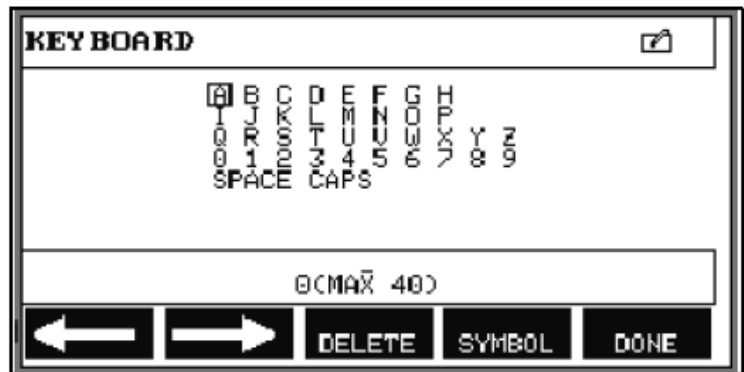 KEYBOARD
A B C D E F G H
I J K L M N O P
Q R S T U V W X Y Z
0 1 2 3 4 5 6 7 8 9
SPACE CAPS
0(MAX 40)
DELETE SYMBOL DONE